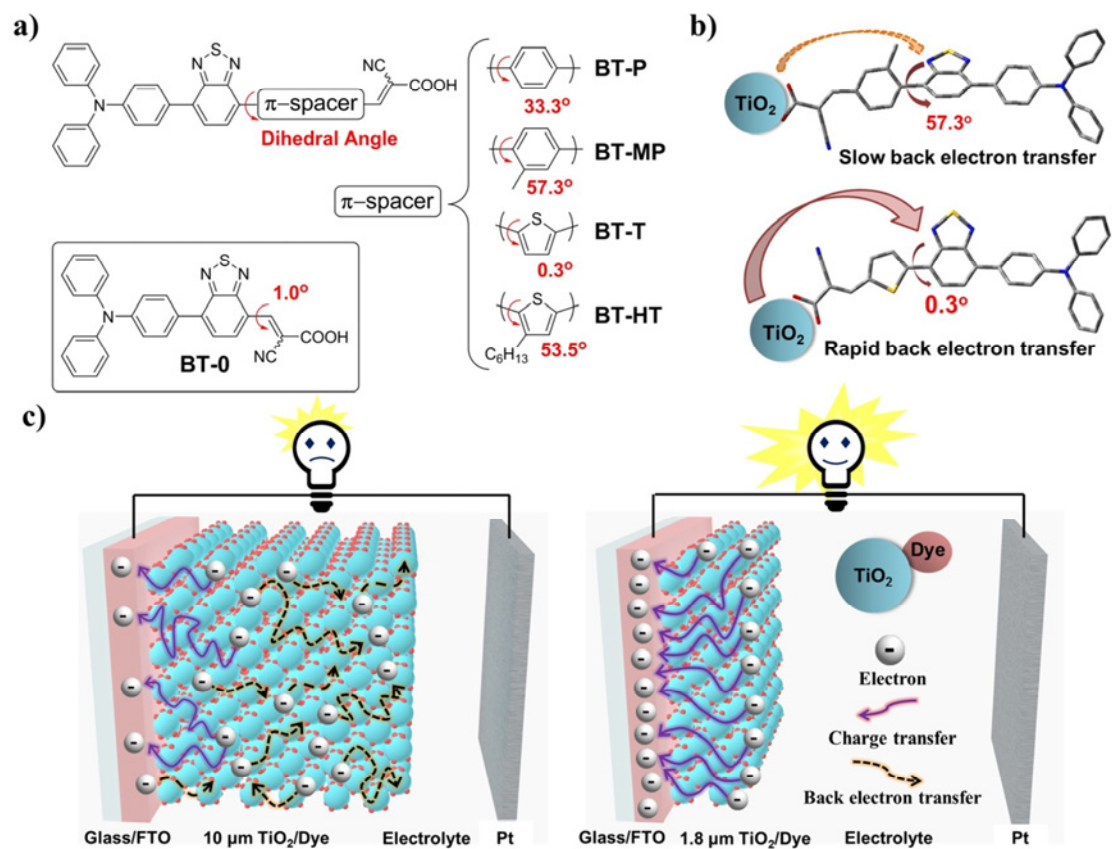 a)
S
N
N
N
π–spacer
NC
COOH
Dihedral Angle
π–spacer
BT-P
33.3°
BT-MP
57.3°
S
BT-T
0.3°
S
BT-HT
C6H13
53.5°
S
N
N
N
1.0°
COOH
NC
BT-0
b)
TiO2
57.3°
Slow back electron transfer
0.3°
TiO2
Rapid back electron transfer
c)
Glass/FTO
10 μm TiO2/Dye
Electrolyte
Pt
TiO2
Dye
Electron
Charge transfer
Back electron transfer
Glass/FTO
1.8 μm TiO2/Dye
Electrolyte
Pt